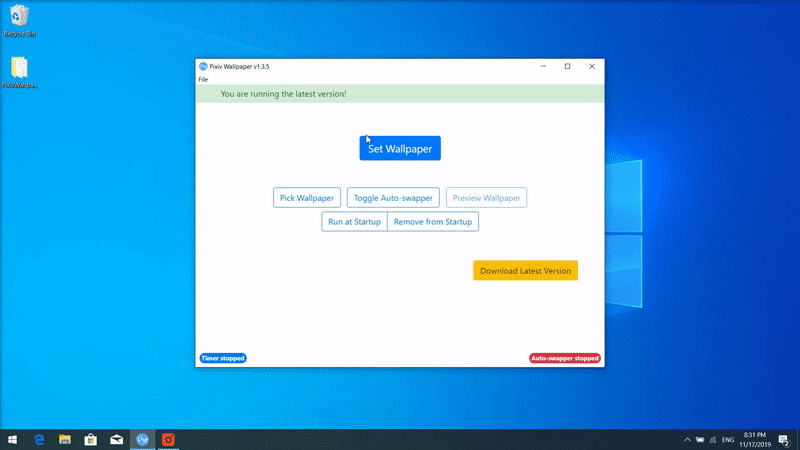 Recycle Bin
PixivWallpa...
Pw
Pixiv Wallpaper v1.3.5
File
You are running the latest version!
Set Wallpaper
Pick Wallpaper
Toggle Auto-swapper
Preview Wallpaper
Run at Startup
Remove from Startup
Download Latest Version
Timer stopped
Auto-swapper stopped
Pw
ENG
8:31 PM
11/17/2019
2